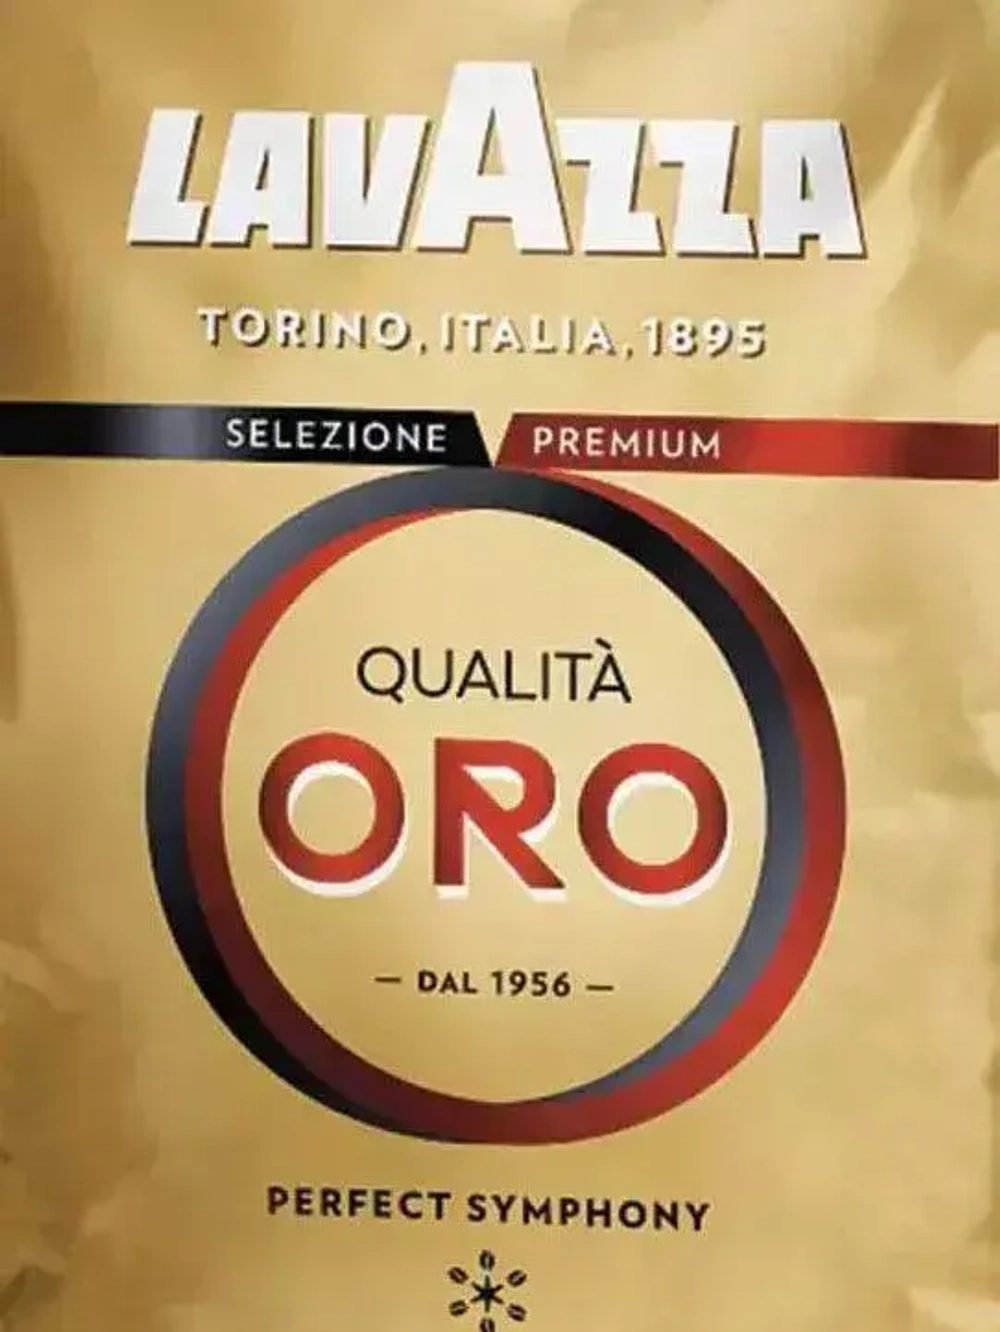 LAVAZZA
TORINO, ITALIA, 1895
SELEZIONE PREMIUM
QUALITÀ
ORO
— DAL 1956 —
PERFECT SYMPHONY